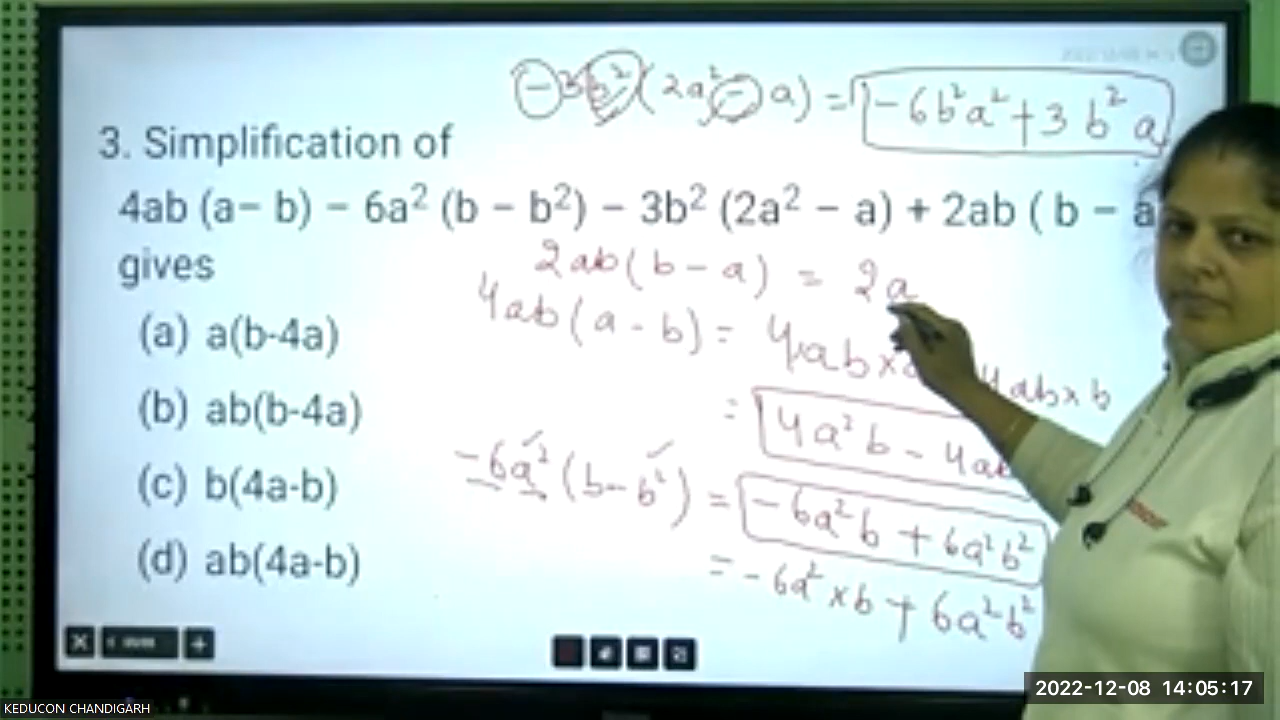 -3b² (2a² - a) = -6b²a² + 3b²a
3. Simplification of
4ab (a– b) – 6a² (b – b²) – 3b² (2a² – a) + 2ab ( b – a
gives
2ab (b - a) = 2a
4ab (a - b) = 4ab × 4ab × b
= 4a²b - 4ab
-6a² (b - b²) = -6a²b + 6a²b²
= -6a² × b + 6a²b²
(a) a(b-4a)
(b) ab(b-4a)
(c) b(4a-b)
(d) ab(4a-b)
KEDUCON CHANDIGARH
2022-12-08 14:05:17